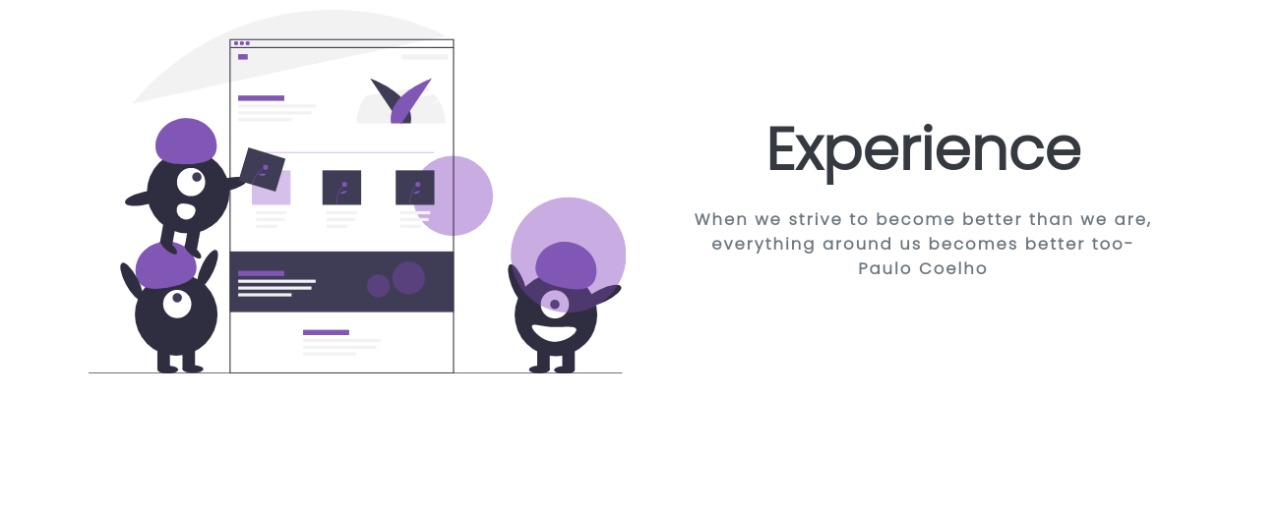 Experience
When we strive to become better than we are,
everything around us becomes better too-
Paulo Coelho